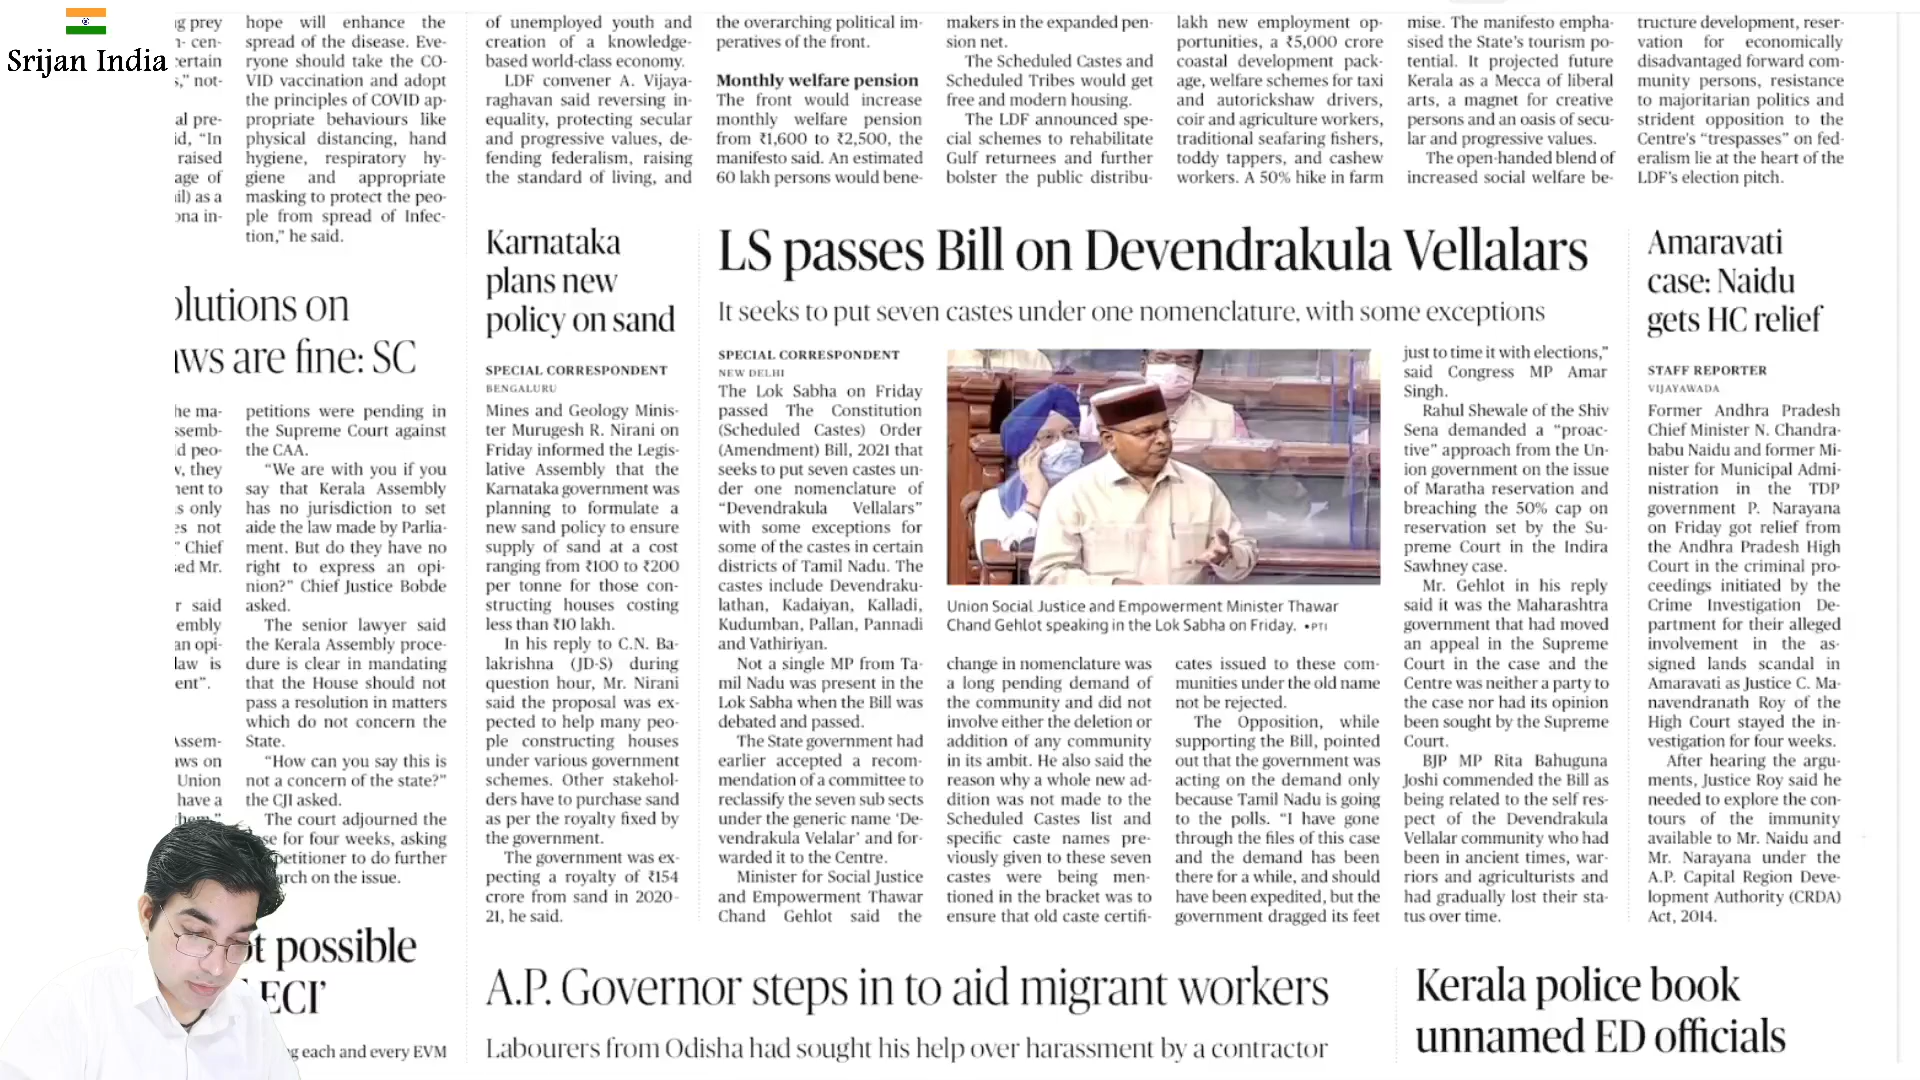 Srijan India
g prey
n- cen-
certain
s,” not-
al pre-
id, “In
raised
age of
il) as a
ona in-
hope will enhance the
spread of the disease. Eve-
ryone should take the CO-
VID vaccination and adopt
the principles of COVID ap-
propriate behaviours like
physical distancing, hand
hygiene, respiratory hy-
giene and appropriate
masking to protect the peo-
ple from spread of Infec-
tion,” he said.
of unemployed youth and
creation of a knowledge-
based world-class economy.
LDF convener A. Vijaya-
raghavan said reversing in-
equality, protecting secular
and progressive values, de-
fending federalism, raising
the standard of living, and
the overarching political im-
peratives of the front.
Monthly welfare pension
The front would increase
monthly welfare pension
from ₹1,600 to ₹2,500, the
manifesto said. An estimated
60 lakh persons would bene-
makers in the expanded pen-
sion net.
The Scheduled Castes and
Scheduled Tribes would get
free and modern housing.
The LDF announced spe-
cial schemes to rehabilitate
Gulf returnees and further
bolster the public distribu-
lakh new employment op-
portunities, a ₹5,000 crore
coastal development pack-
age, welfare schemes for taxi
and autorickshaw drivers,
coir and agriculture workers,
traditional seafaring fishers,
toddy tappers, and cashew
workers. A 50% hike in farm
mise. The manifesto empha-
sised the State’s tourism po-
tential. It projected future
Kerala as a Mecca of liberal
arts, a magnet for creative
persons and an oasis of secu-
lar and progressive values.
The open-handed blend of
increased social welfare be-
tructure development, reser-
vation for economically
disadvantaged forward com-
munity persons, resistance
to majoritarian politics and
strident opposition to the
Centre’s “trespasses” on fed-
eralism lie at the heart of the
LDF’s election pitch.
olutions on
aws are fine: SC
he ma-
ssemb-
d peo-
v, they
nent to
s only
es not
” Chief
sed Mr.
r said
embly
an opi-
law is
ent”.
Assem-
aws on
Union
have a
hem,”
petitions were pending in
the Supreme Court against
the CAA.
“We are with you if you
say that Kerala Assembly
has no jurisdiction to set
aide the law made by Parlia-
ment. But do they have no
right to express an opi-
nion?” Chief Justice Bobde
asked.
The senior lawyer said
the Kerala Assembly proce-
dure is clear in mandating
that the House should not
pass a resolution in matters
which do not concern the
State.
“How can you say this is
not a concern of the state?”
the CJI asked.
The court adjourned the
se for four weeks, asking
petitioner to do further
arch on the issue.
t possible
ECI’
g each and every EVM
Karnataka
plans new
policy on sand
SPECIAL CORRESPONDENT
BENGALURU
Mines and Geology Minis-
ter Murugesh R. Nirani on
Friday informed the Legis-
lative Assembly that the
Karnataka government was
planning to formulate a
new sand policy to ensure
supply of sand at a cost
ranging from ₹100 to ₹200
per tonne for those con-
structing houses costing
less than ₹10 lakh.
In his reply to C.N. Ba-
lakrishna (JD-S) during
question hour, Mr. Nirani
said the proposal was ex-
pected to help many peo-
ple constructing houses
under various government
schemes. Other stakehol-
ders have to purchase sand
as per the royalty fixed by
the government.
The government was ex-
pecting a royalty of ₹154
crore from sand in 2020-
21, he said.
LS passes Bill on Devendrakula Vellalars
It seeks to put seven castes under one nomenclature, with some exceptions
SPECIAL CORRESPONDENT
NEW DELHI
The Lok Sabha on Friday
passed The Constitution
(Scheduled Castes) Order
(Amendment) Bill, 2021 that
seeks to put seven castes un-
der one nomenclature of
“Devendrakula Vellalars”
with some exceptions for
some of the castes in certain
districts of Tamil Nadu. The
castes include Devendraku-
lathan, Kadaiyan, Kalladi,
Kudumban, Pallan, Pannadi
and Vathiriyan.
Not a single MP from Ta-
mil Nadu was present in the
Lok Sabha when the Bill was
debated and passed.
The State government had
earlier accepted a recom-
mendation of a committee to
reclassify the seven sub sects
under the generic name ‘De-
vendrakula Velalar’ and for-
warded it to the Centre.
Minister for Social Justice
and Empowerment Thawar
Chand Gehlot said the
Union Social Justice and Empowerment Minister Thawar
Chand Gehlot speaking in the Lok Sabha on Friday. •PTI
change in nomenclature was
a long pending demand of
the community and did not
involve either the deletion or
addition of any community
in its ambit. He also said the
reason why a whole new ad-
dition was not made to the
Scheduled Castes list and
specific caste names pre-
viously given to these seven
castes were being men-
tioned in the bracket was to
ensure that old caste certifi-
cates issued to these com-
munities under the old name
not be rejected.
The Opposition, while
supporting the Bill, pointed
out that the government was
acting on the demand only
because Tamil Nadu is going
to the polls. “I have gone
through the files of this case
and the demand has been
there for a while, and should
have been expedited, but the
government dragged its feet
just to time it with elections,”
said Congress MP Amar
Singh.
Rahul Shewale of the Shiv
Sena demanded a “proac-
tive” approach from the Un-
ion government on the issue
of Maratha reservation and
breaching the 50% cap on
reservation set by the Su-
preme Court in the Indira
Sawhney case.
Mr. Gehlot in his reply
said it was the Maharashtra
government that had moved
an appeal in the Supreme
Court in the case and the
Centre was neither a party to
the case nor had its opinion
been sought by the Supreme
Court.
BJP MP Rita Bahuguna
Joshi commended the Bill as
being related to the self res-
pect of the Devendrakula
Vellalar community who had
been in ancient times, war-
riors and agriculturists and
had gradually lost their sta-
tus over time.
Amaravati
case: Naidu
gets HC relief
STAFF REPORTER
VIJAYAWADA
Former Andhra Pradesh
Chief Minister N. Chandra-
babu Naidu and former Mi-
nister for Municipal Admi-
nistration in the TDP
government P. Narayana
on Friday got relief from
the Andhra Pradesh High
Court in the criminal pro-
ceedings initiated by the
Crime Investigation De-
partment for their alleged
involvement in the as-
signed lands scandal in
Amaravati as Justice C. Ma-
navendranath Roy of the
High Court stayed the in-
vestigation for four weeks.
After hearing the argu-
ments, Justice Roy said he
needed to explore the con-
tours of the immunity
available to Mr. Naidu and
Mr. Narayana under the
A.P. Capital Region Deve-
lopment Authority (CRDA)
Act, 2014.
A.P. Governor steps in to aid migrant workers
Labourers from Odisha had sought his help over harassment by a contractor
Kerala police book
unnamed ED officials